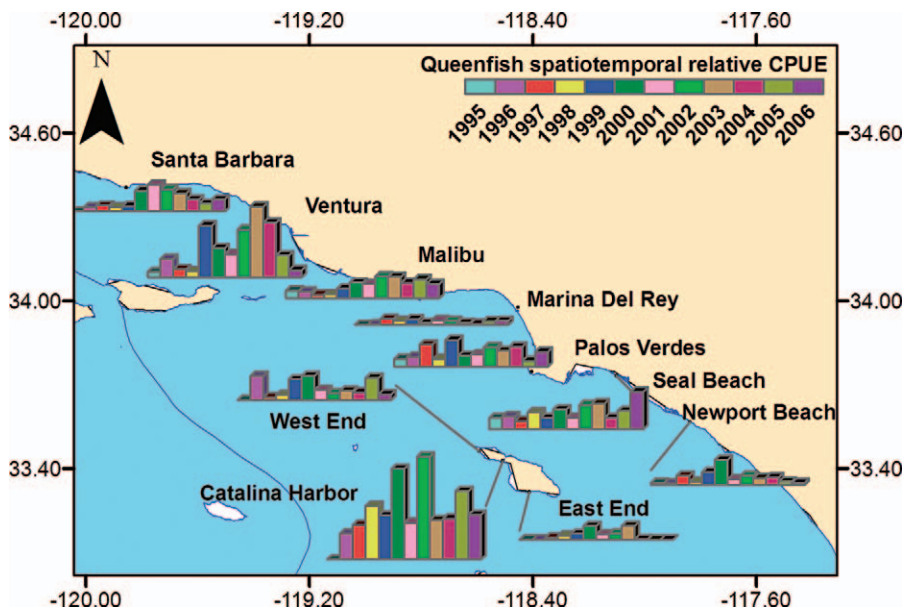 -120.00 -119.20 -118.40 -117.60
N
Queenfish spatiotemporal relative CPUE
1995 1996 1997 1998 1999 2000 2001 2002 2003 2004 2005 2006
34.60 34.60
Santa Barbara
Ventura
Malibu
34.00 34.00
Marina Del Rey
Palos Verdes
Seal Beach
West End
Newport Beach
33.40 33.40
Catalina Harbor
East End
-120.00 -119.20 -118.40 -117.60